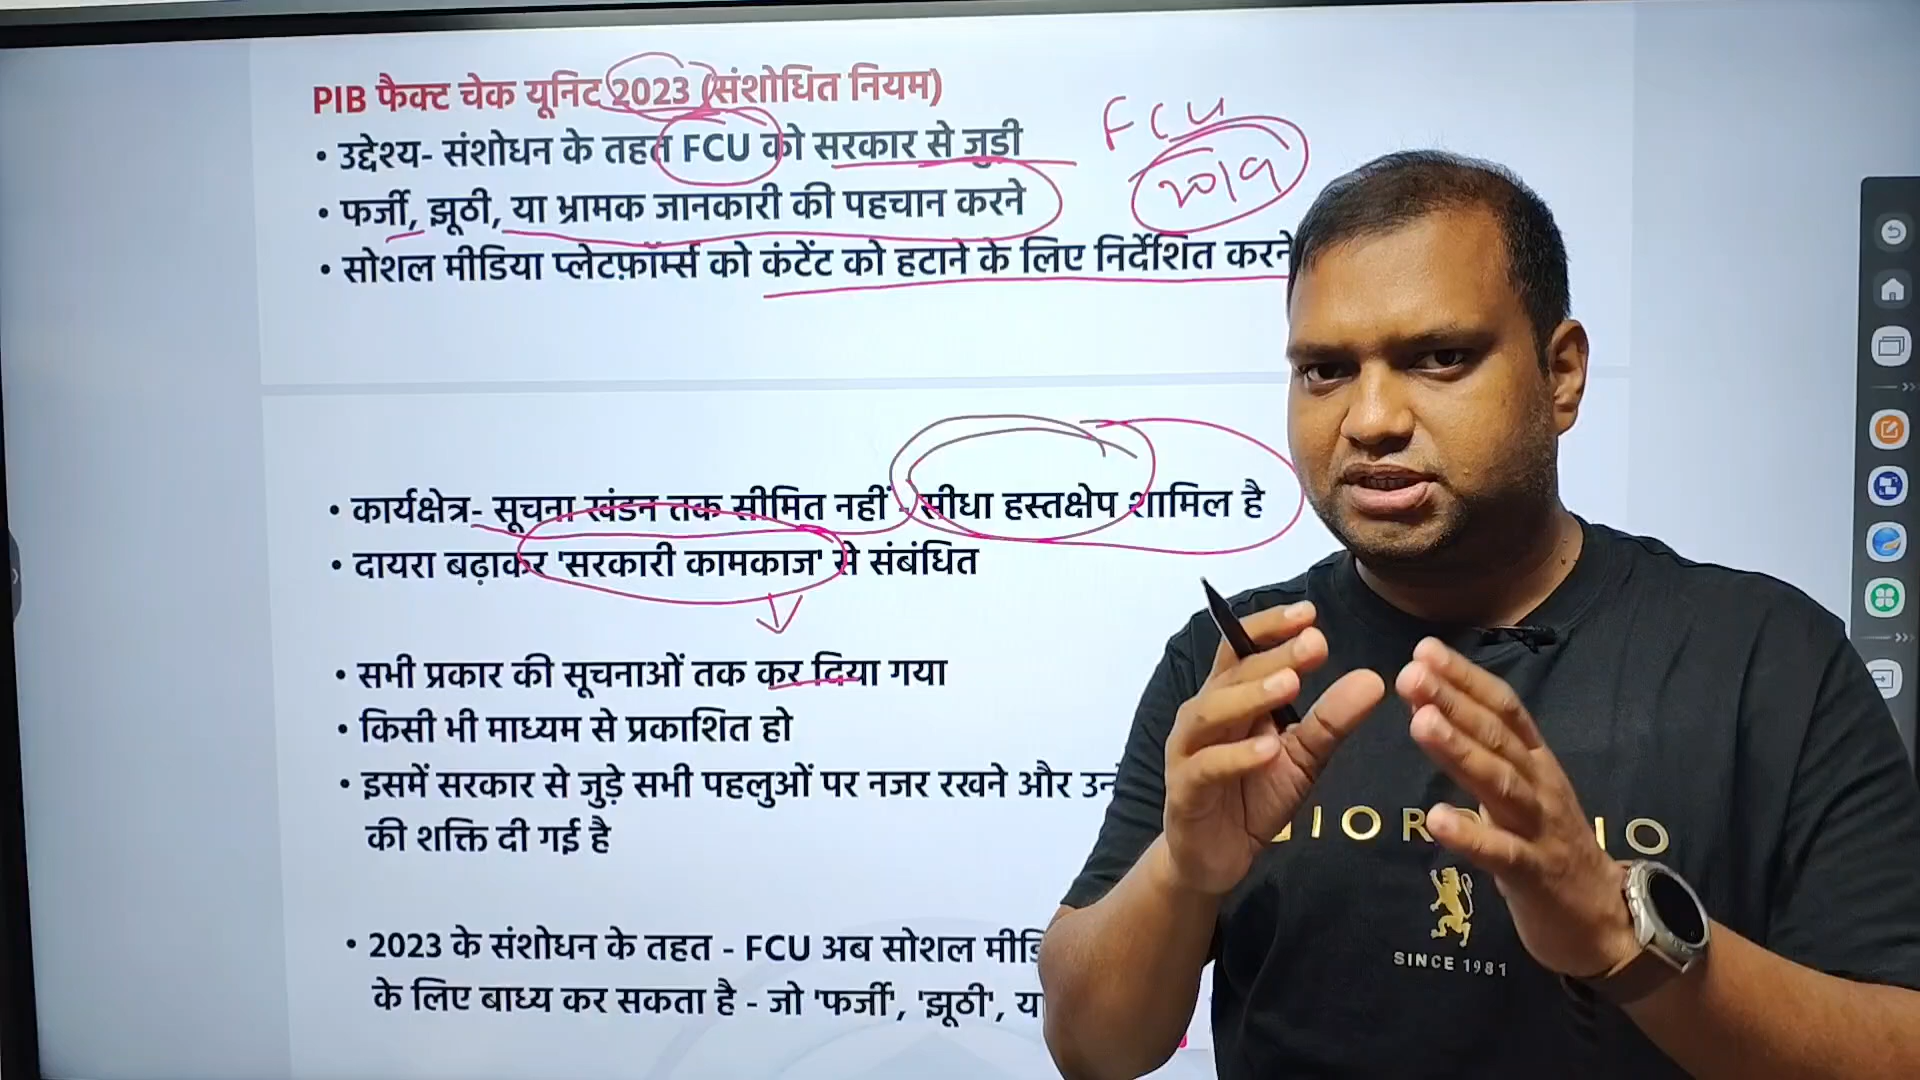 PIB फैक्ट चेक यूनिट 2023 (संशोधित नियम)
• उद्देश्य- संशोधन के तहत FCU को सरकार से जुडी
• फर्जी, झूठी, या भ्रामक जानकारी की पहचान करने
• सोशल मीडिया प्लेटफ़ॉर्म्स को कंटेंट को हटाने के लिए निर्देशित करने
FCU
2019
• कार्यक्षेत्र- सूचना खंडन तक सीमित नहीं - सीधा हस्तक्षेप शामिल है
• दायरा बढ़ाकर 'सरकारी कामकाज' से संबंधित
• सभी प्रकार की सूचनाओं तक कर दिया गया
• किसी भी माध्यम से प्रकाशित हो
• इसमें सरकार से जुड़े सभी पहलुओं पर नजर रखने और
की शक्ति दी गई है
• 2023 के संशोधन के तहत - FCU अब सोशल
के लिए बाध्य कर सकता है - जो 'फर्जी', 'झूठी',
SINCE 1981